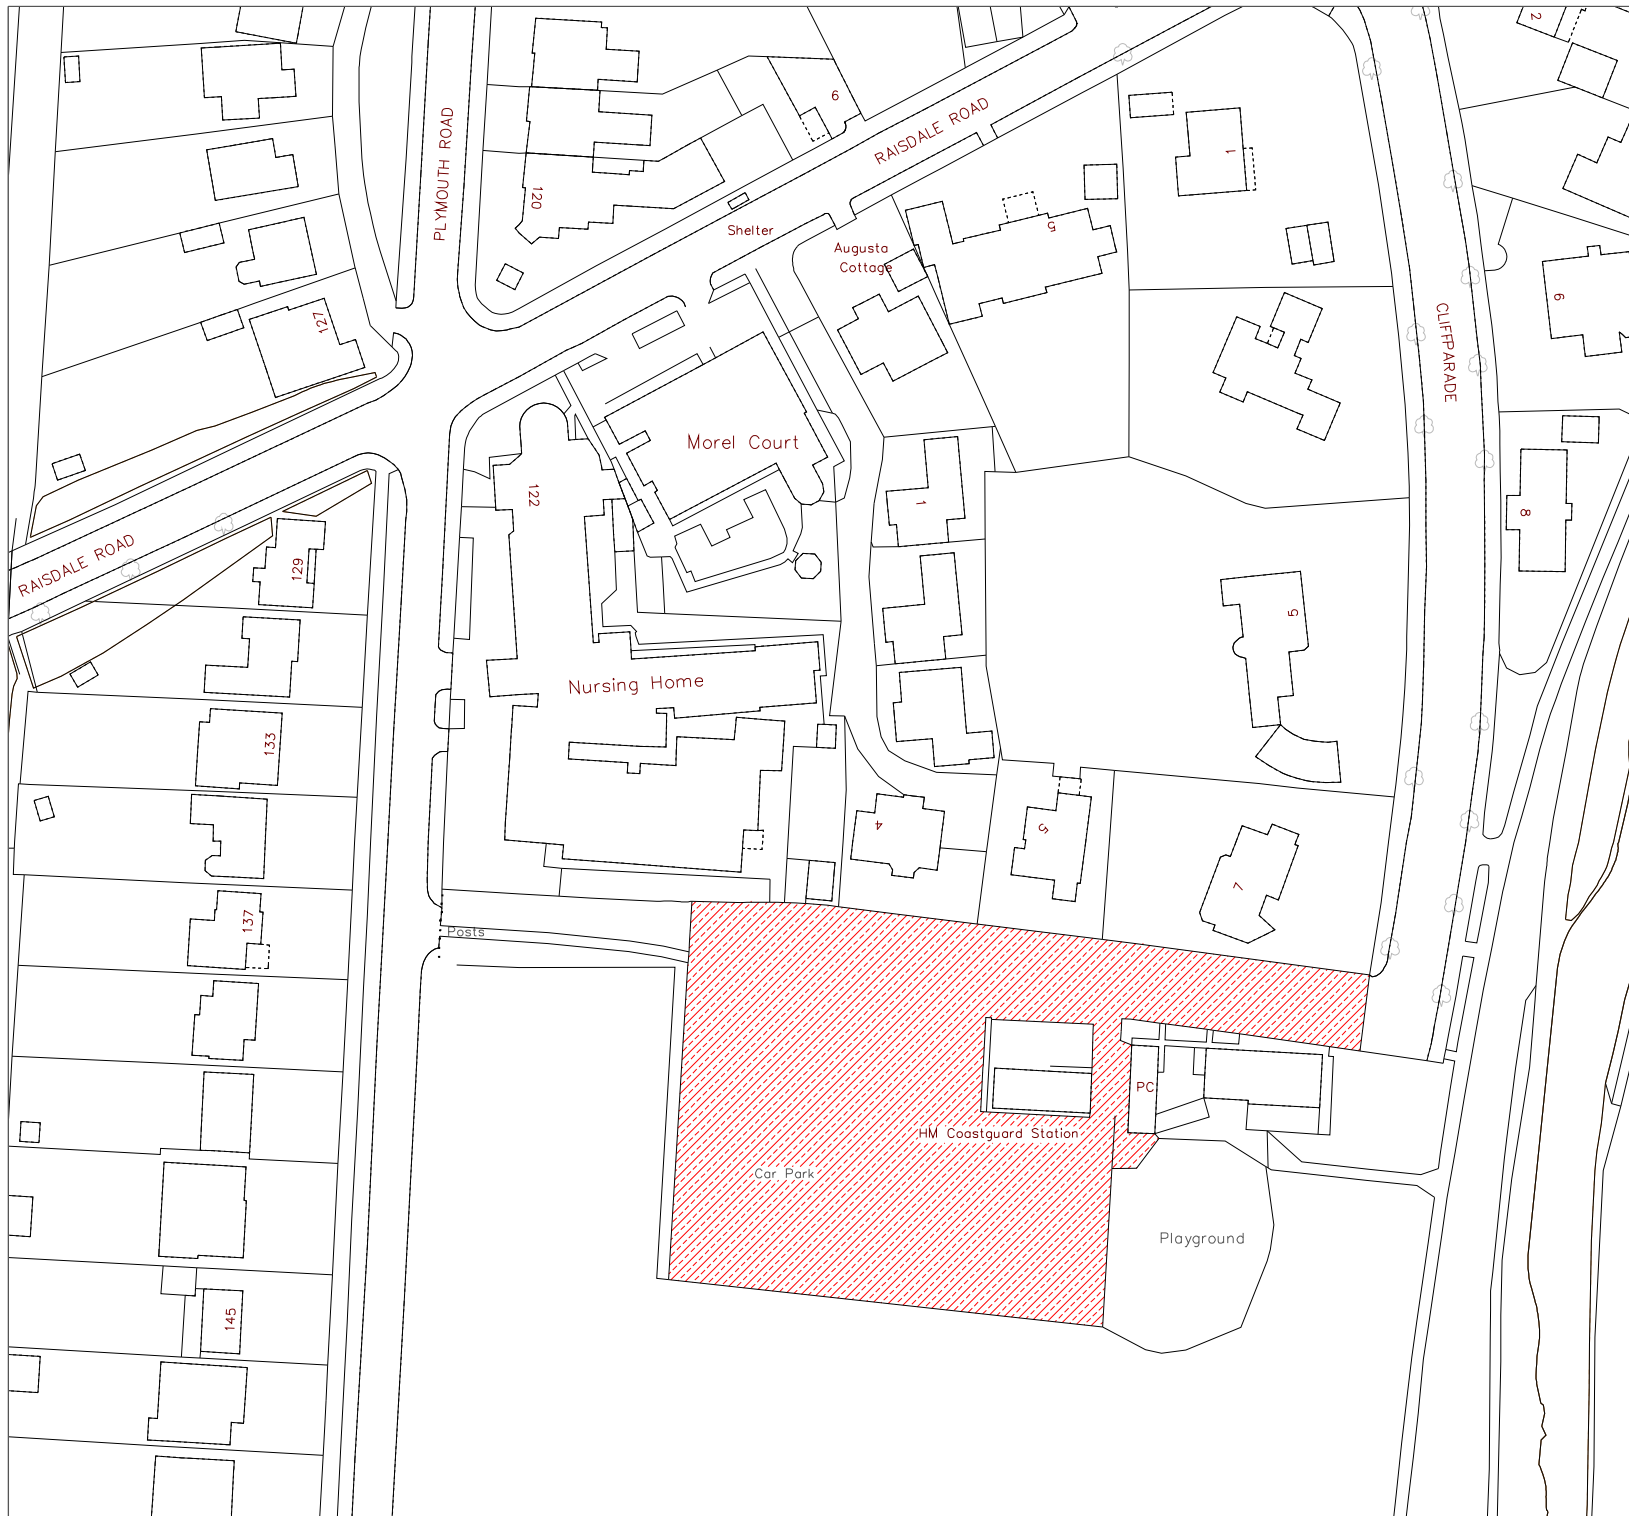 2
6
PLYMOUTH ROAD
RAISDALE ROAD
1
120
Shelter
5
Augusta
Cottage
6
127
CLIFFPARADE
Morel Court
122
1
8
RAISDALE ROAD
129
5
Nursing Home
133
4
5
7
137
Posts
PC
HM Coastguard Station
Car Park
Playground
145